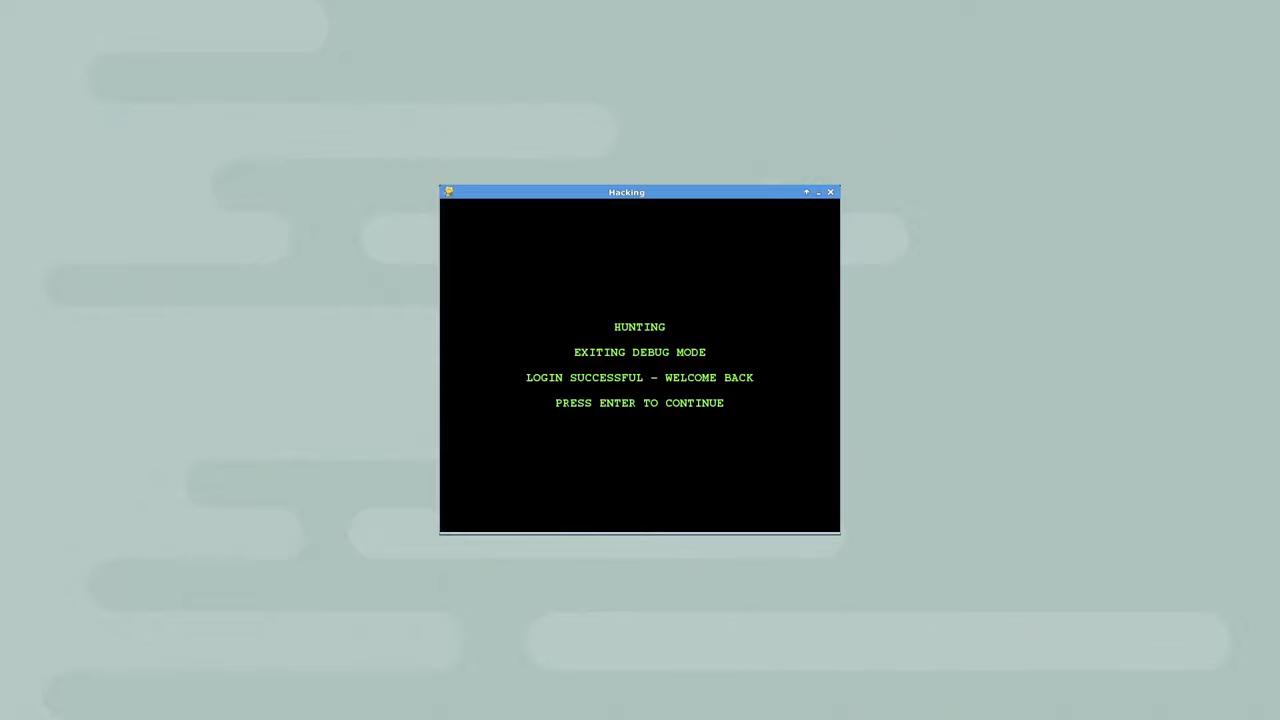 Hacking
HUNTING
EXITING DEBUG MODE
LOGIN SUCCESSFUL - WELCOME BACK
PRESS ENTER TO CONTINUE